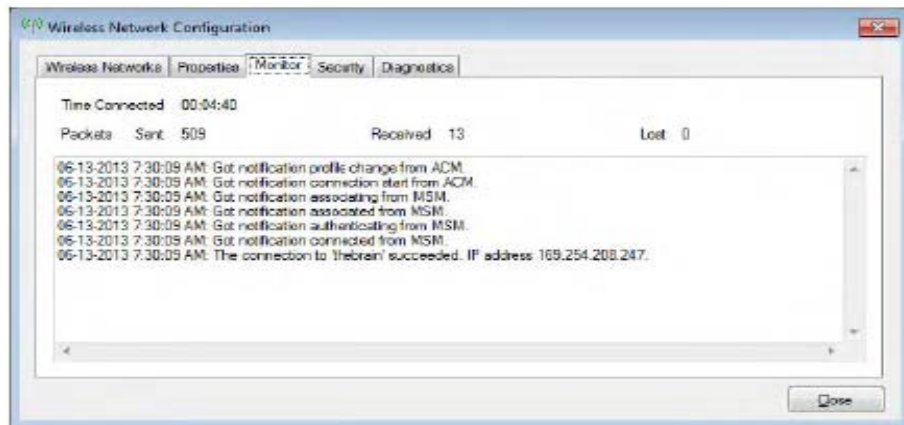 Wireless Network Configuration
Wireless Networks Properties Monitor Security Diagnostics
Time Connected 00:04:40
Packets Sent 509 Received 13 Lost 0
06-13-2013 7:30:09 AM: Got notification profile change from ACM.
06-13-2013 7:30:09 AM: Got notification connection start from ACM.
06-13-2013 7:30:09 AM: Got notification associating from MSM.
06-13-2013 7:30:09 AM: Got notification associated from MSM.
06-13-2013 7:30:09 AM: Got notification authenticating from MSM.
06-13-2013 7:30:09 AM: Got notification connected from MSM.
06-13-2013 7:30:09 AM: The connection to 'thebrain' succeeded. IP address 169.254.208.247.
Close